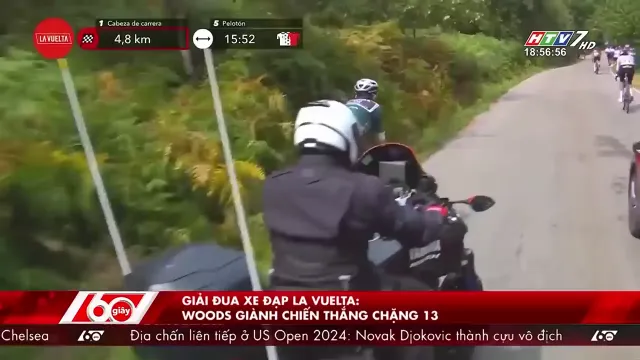 LA VUELTA
1 Cabeza de carrera
4,8 km
5 Pelotón
15:52
HTV7 HD
18:56:56
60 giây
GIẢI ĐUA XE ĐẠP LA VUELTA:
WOODS GIÀNH CHIẾN THẮNG CHẶNG 13
Chelsea 60 Địa chấn liên tiếp ở US Open 2024: Novak Djokovic thành cựu vô địch 60